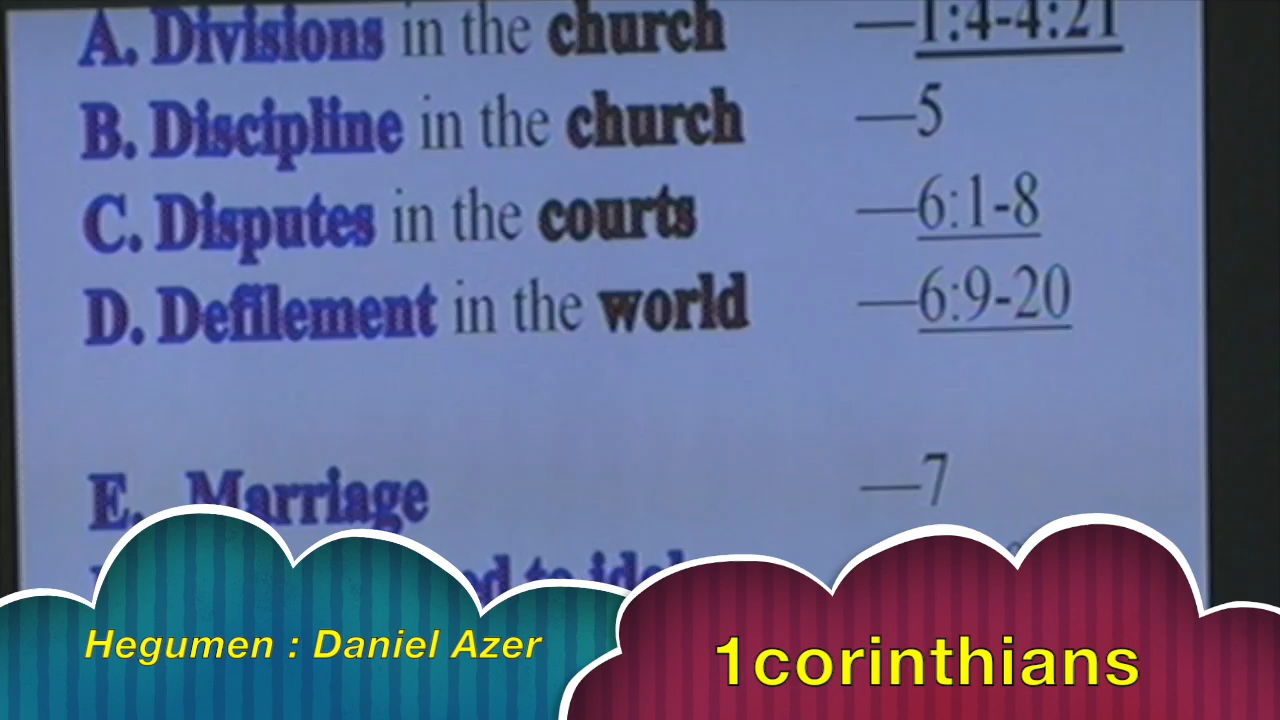 A. Divisions in the church —1:4-4:21
B. Discipline in the church —5
C. Disputes in the courts —6:1-8
D. Defilement in the world —6:9-20
E. Marriage —7
to
Hegumen : Daniel Azer
1corinthians